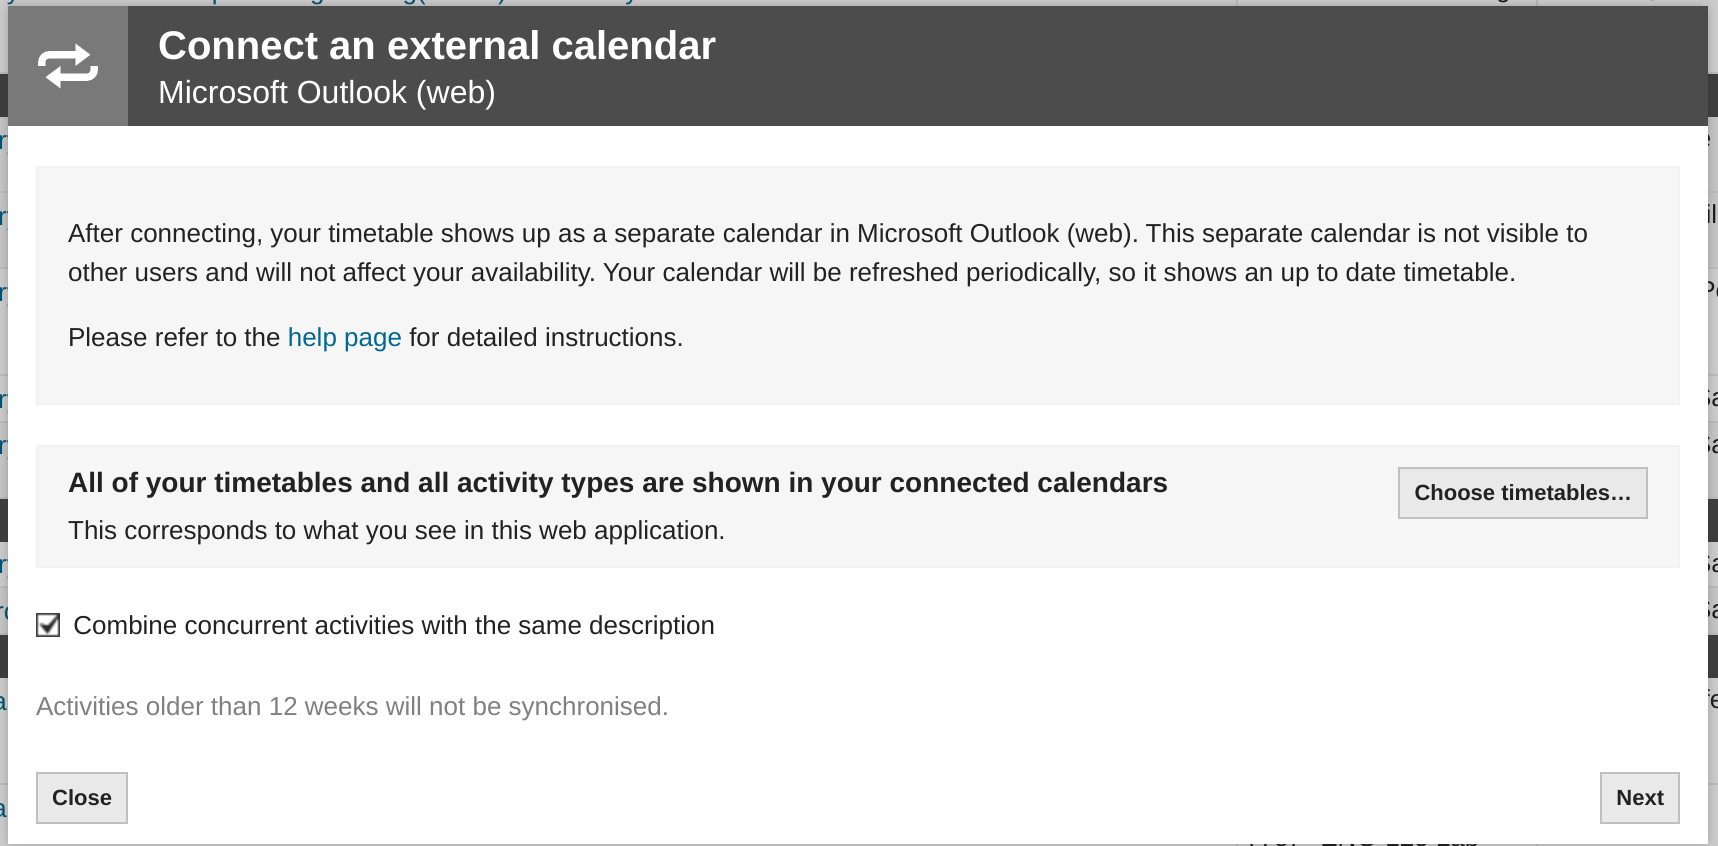 Connect an external calendar
Microsoft Outlook (web)
After connecting, your timetable shows up as a separate calendar in Microsoft Outlook (web). This separate calendar is not visible to
other users and will not affect your availability. Your calendar will be refreshed periodically, so it shows an up to date timetable.
Please refer to the help page for detailed instructions.
All of your timetables and all activity types are shown in your connected calendars
Choose timetables...
This corresponds to what you see in this web application.
Combine concurrent activities with the same description
Activities older than 12 weeks will not be synchronised.
Close
Next